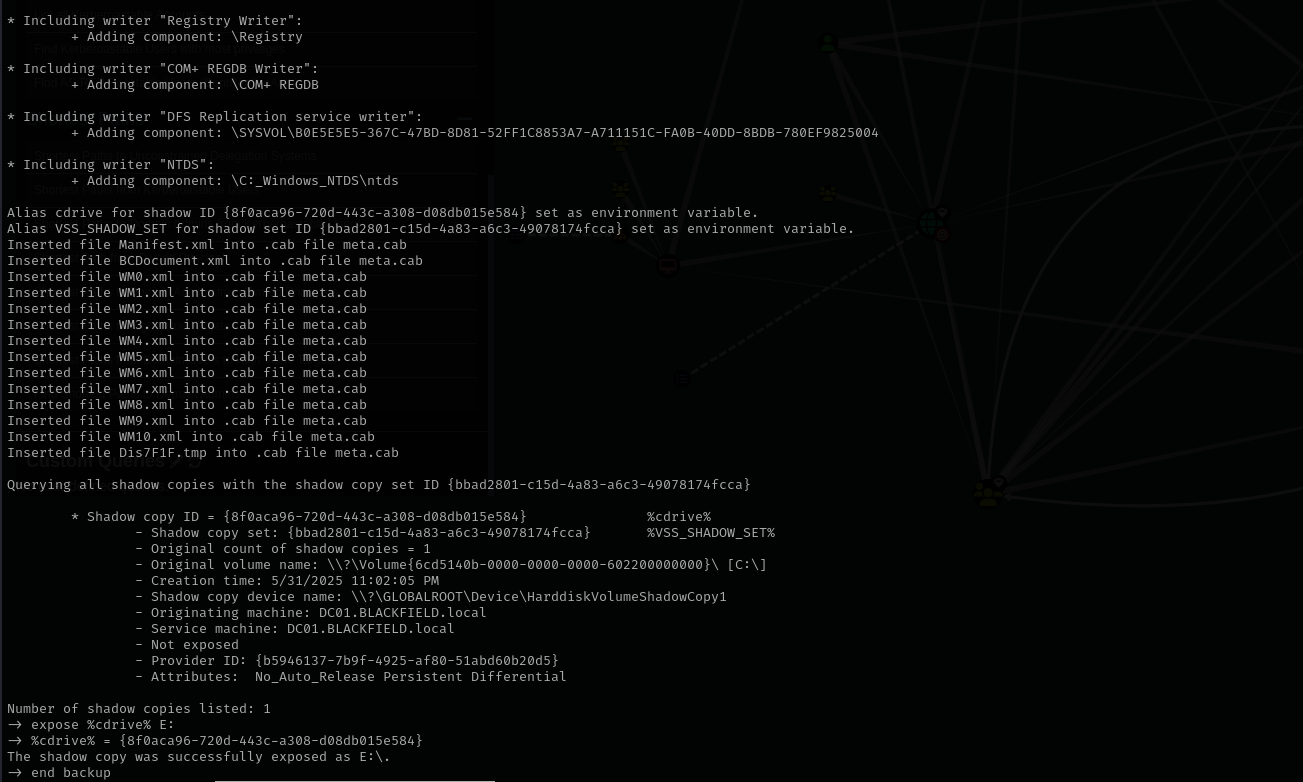 * Including writer "Registry Writer":
+ Adding component: \Registry
* Including writer "COM+ REGDB Writer":
+ Adding component: \COM+ REGDB
* Including writer "DFS Replication service writer":
+ Adding component: \SYSVOL\B0E5E5E5-367C-47BD-8D81-52FF1C8853A7-A711151C-FA0B-40DD-8BDB-780EF9825004
* Including writer "NTDS":
+ Adding component: \C:_Windows_NTDS\ntds
Alias cdrive for shadow ID {8f0aca96-720d-443c-a308-d08db015e584} set as environment variable.
Alias VSS_SHADOW_SET for shadow set ID {bbad2801-c15d-4a83-a6c3-49078174fcca} set as environment variable.
Inserted file Manifest.xml into .cab file meta.cab
Inserted file BCDocument.xml into .cab file meta.cab
Inserted file WM0.xml into .cab file meta.cab
Inserted file WM1.xml into .cab file meta.cab
Inserted file WM2.xml into .cab file meta.cab
Inserted file WM3.xml into .cab file meta.cab
Inserted file WM4.xml into .cab file meta.cab
Inserted file WM5.xml into .cab file meta.cab
Inserted file WM6.xml into .cab file meta.cab
Inserted file WM7.xml into .cab file meta.cab
Inserted file WM8.xml into .cab file meta.cab
Inserted file WM9.xml into .cab file meta.cab
Inserted file WM10.xml into .cab file meta.cab
Inserted file Dis7F1F.tmp into .cab file meta.cab
Custom Queries
Querying all shadow copies with the shadow copy set ID {bbad2801-c15d-4a83-a6c3-49078174fcca}
* Shadow copy ID = {8f0aca96-720d-443c-a308-d08db015e584} %cdrive%
- Shadow copy set: {bbad2801-c15d-4a83-a6c3-49078174fcca} %VSS_SHADOW_SET%
- Original count of shadow copies = 1
- Original volume name: \\?\Volume{6cd5140b-0000-0000-0000-602200000000}\ [C:\]
- Creation time: 5/31/2025 11:02:05 PM
- Shadow copy device name: \\?\GLOBALROOT\Device\HarddiskVolumeShadowCopy1
- Originating machine: DC01.BLACKFIELD.local
- Service machine: DC01.BLACKFIELD.local
- Not exposed
- Provider ID: {b5946137-7b9f-4925-af80-51abd60b20d5}
- Attributes: No_Auto_Release Persistent Differential
Number of shadow copies listed: 1
→ expose %cdrive% E:
→ %cdrive% = {8f0aca96-720d-443c-a308-d08db015e584}
The shadow copy was successfully exposed as E:\.
→ end backup